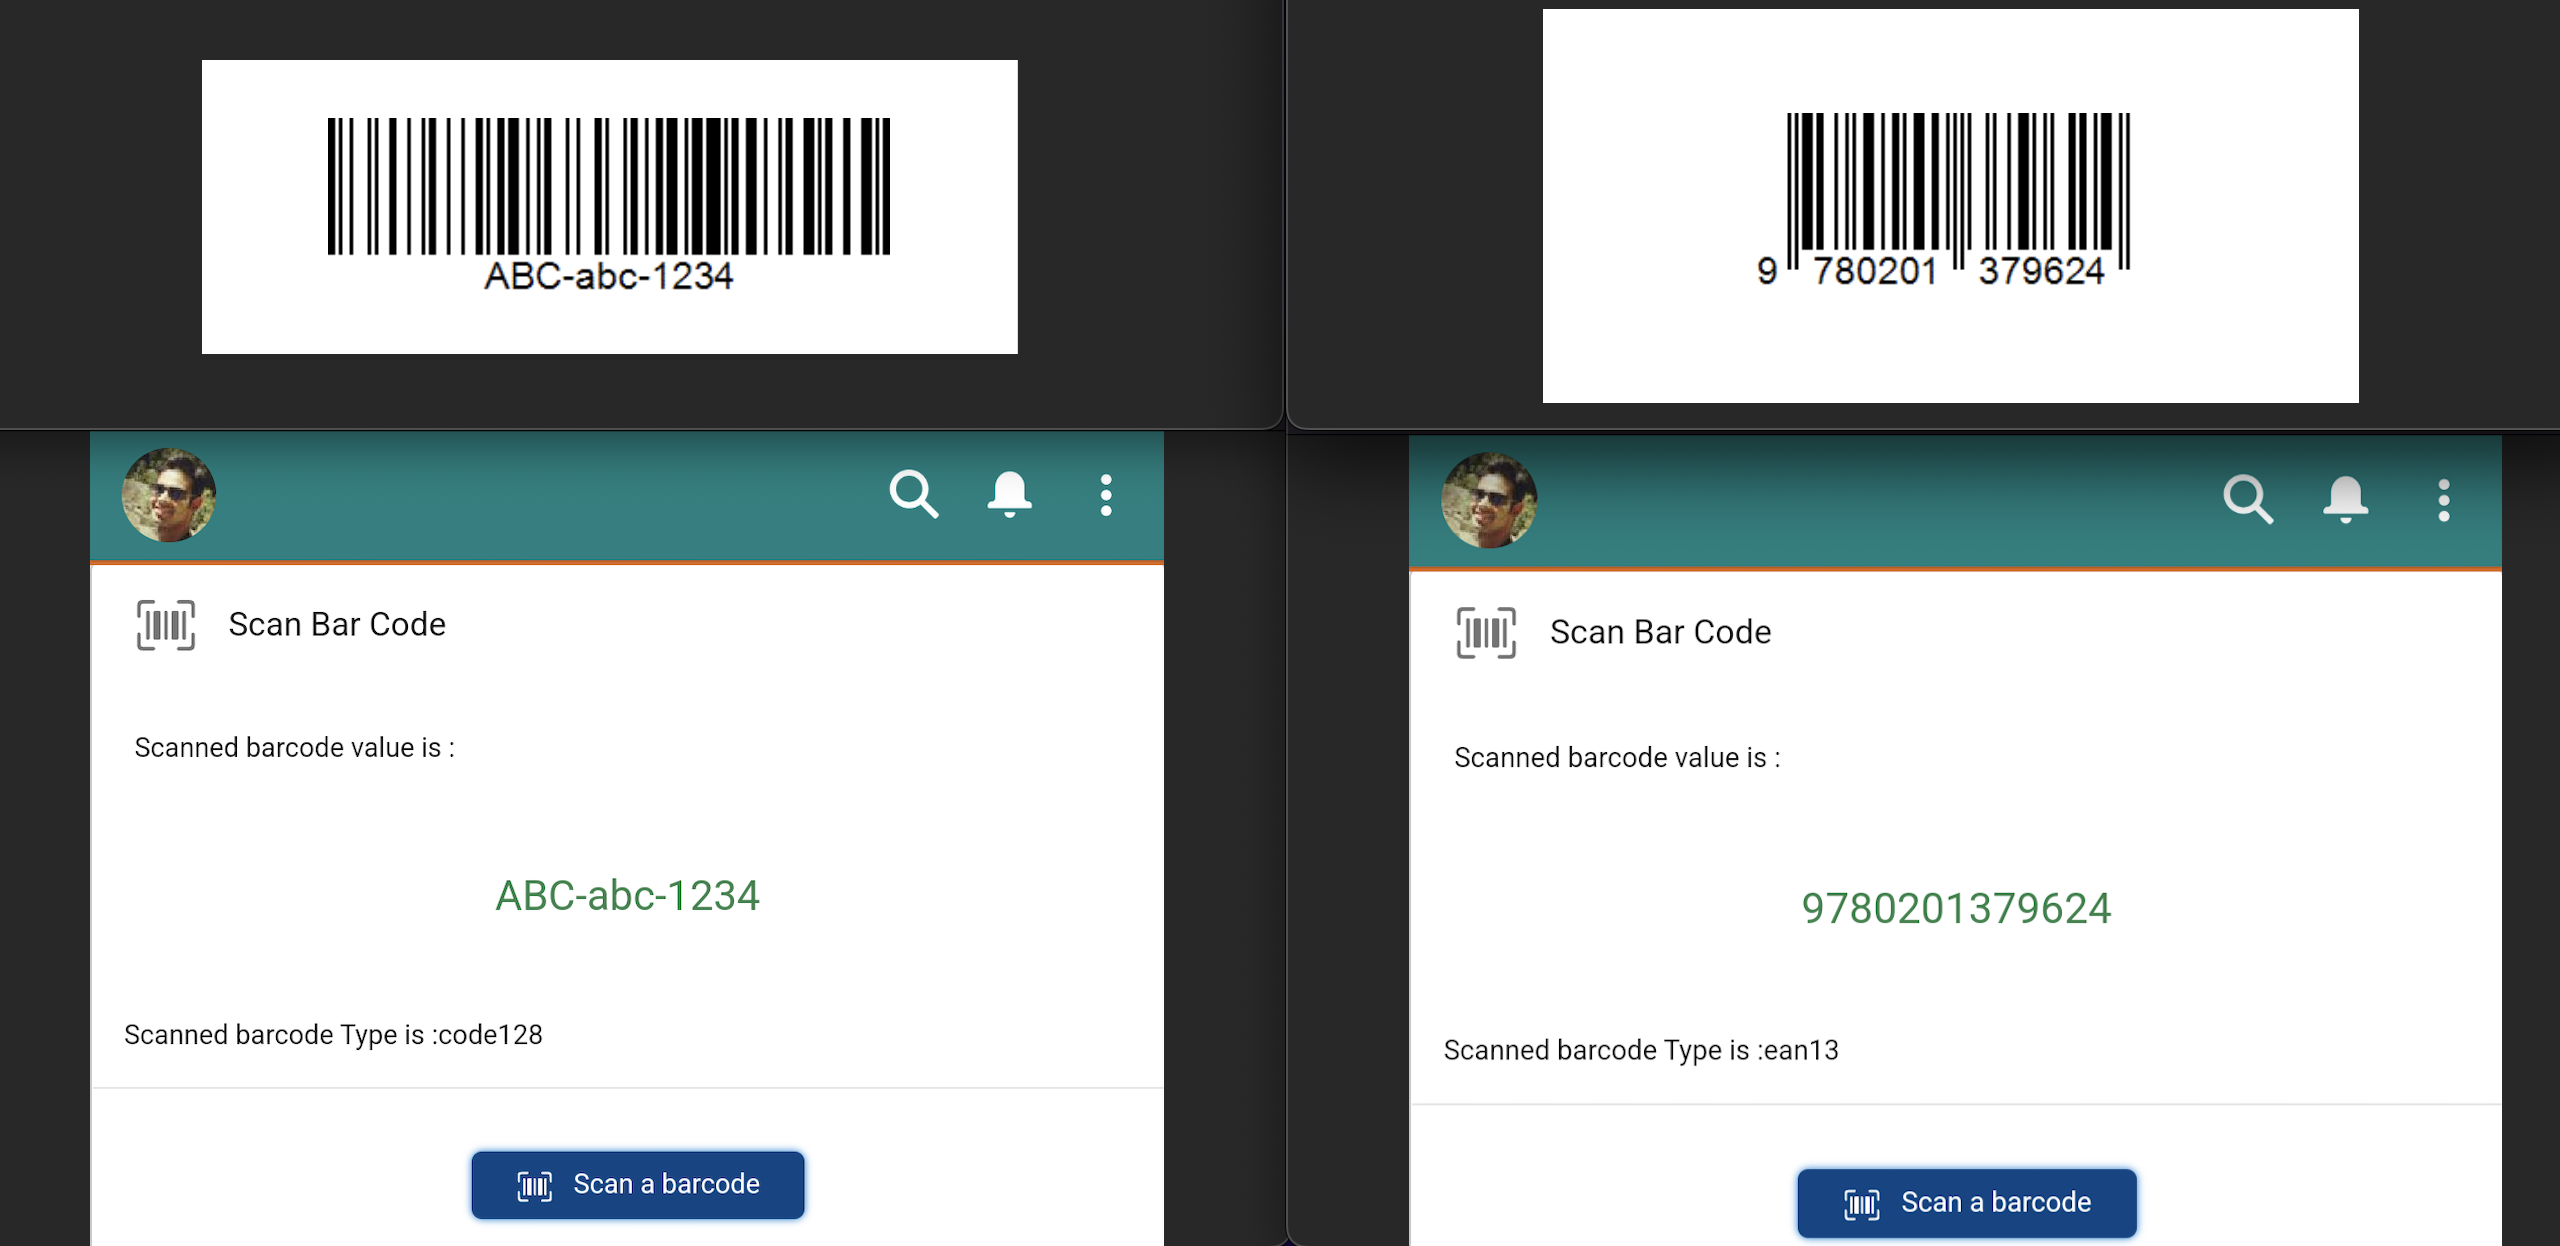 ABC-abc-1234
Scan Bar Code
Scanned barcode value is :
ABC-abc-1234
Scanned barcode Type is :code128
Scan a barcode
9 780201 379624
Scan Bar Code
Scanned barcode value is :
9780201379624
Scanned barcode Type is :ean13
Scan a barcode